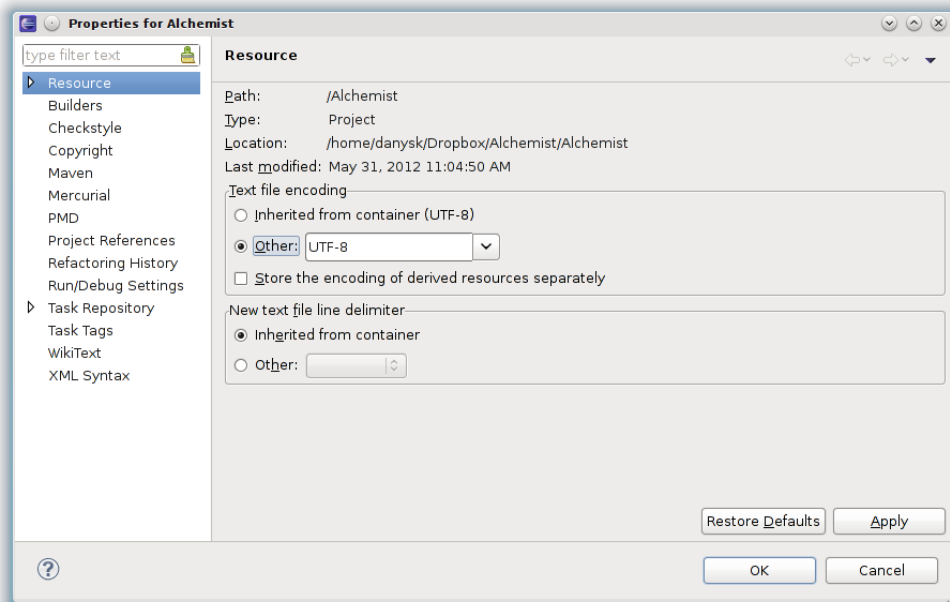 Properties for Alchemist
type filter text
Resource
Builders
Checkstyle
Copyright
Maven
Mercurial
PMD
Project References
Refactoring History
Run/Debug Settings
Task Repository
Task Tags
WikiText
XML Syntax
Resource
Path: /Alchemist
Type: Project
Location: /home/danysk/Dropbox/Alchemist/Alchemist
Last modified: May 31, 2012 11:04:50 AM
Text file encoding
Inherited from container (UTF-8)
Other: UTF-8
Store the encoding of derived resources separately
New text file line delimiter
Inherited from container
Other:
Restore Defaults Apply
? OK Cancel